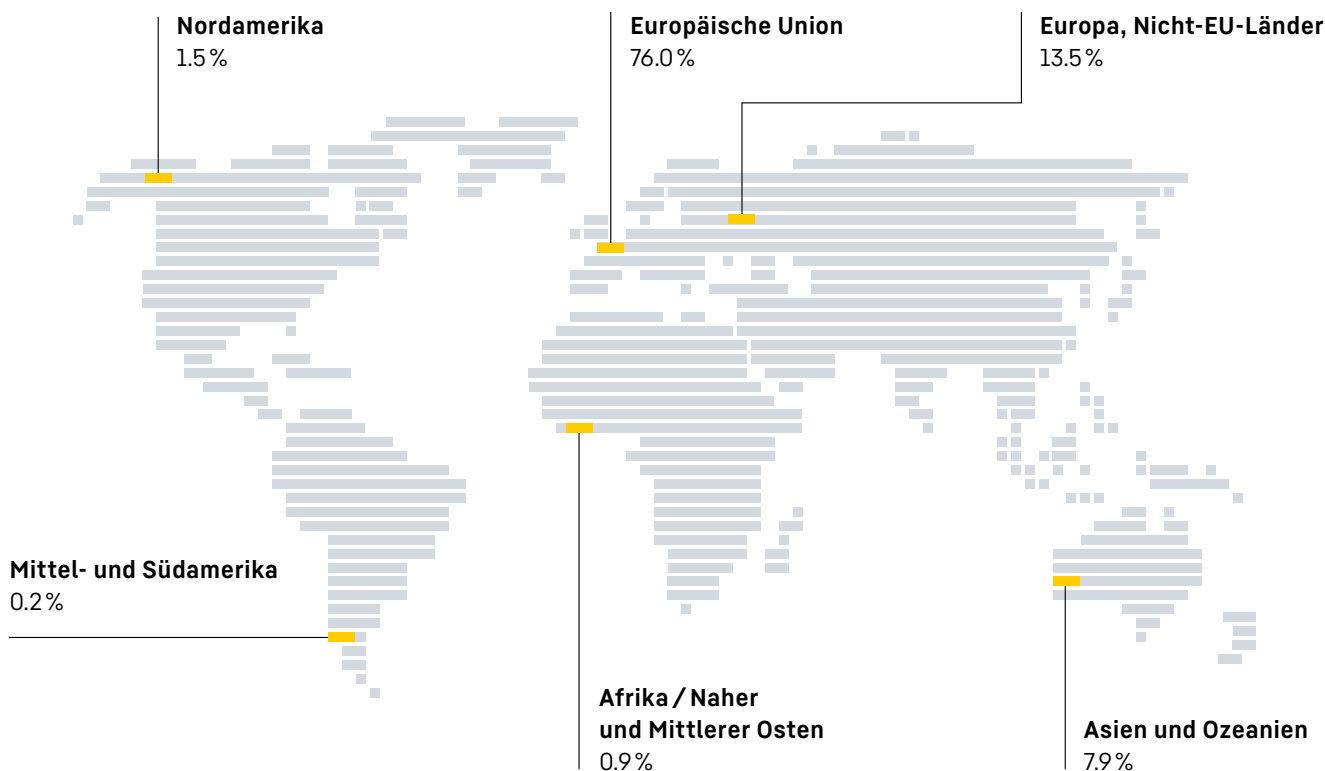 Nordamerika
1.5 %
Europäische Union
76.0 %
Europa, Nicht-EU-Länder
13.5 %
Mittel- und Südamerika
0.2 %
Afrika / Naher
und Mittlerer Osten
0.9 %
Asien und Ozeanien
7.9 %